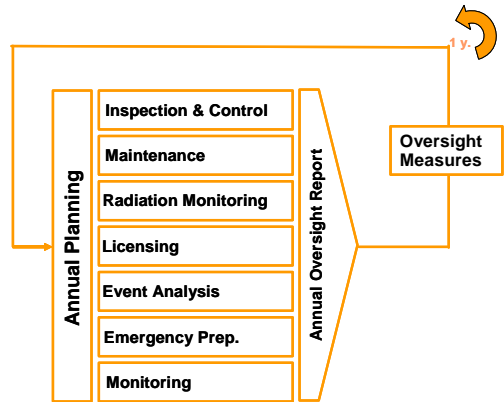 1 y.
Annual Planning
Inspection & Control
Maintenance
Radiation Monitoring
Licensing
Event Analysis
Emergency Prep.
Monitoring
Annual Oversight Report
Oversight
Measures